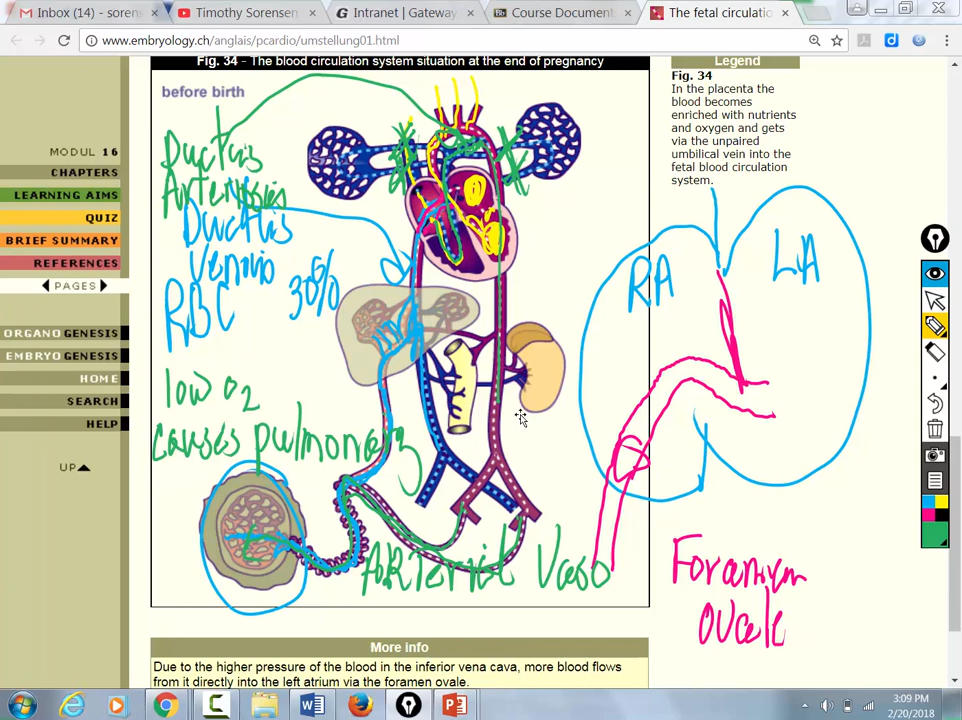 Inbox (14) - sorens
Timothy Sorensen
Intranet | Gateway
Course Document
The fetal circulatio
www.embryology.ch/anglais/pcardio/umstellung01.html
Fig. 34 - The blood circulation system situation at the end of pregnancy
Legend
before birth
Fig. 34
In the placenta the
blood becomes
enriched with nutrients
and oxygen and gets
via the unpaired
umbilical vein into the
fetal blood circulation
system.
MODUL 16
CHAPTERS
LEARNING AIMS
QUIZ
BRIEF SUMMARY
REFERENCES
PAGES
ORGANO GENESIS
EMBRYO GENESIS
HOME
SEARCH
HELP
UP
Ductus
Arteriosis
Ductus
Venrio
RBC 30%
low O2
causes pulmonary
Arteriol Vaso
RA
LA
Foramyn
Ovale
More info
Due to the higher pressure of the blood in the inferior vena cava, more blood flows
from it directly into the left atrium via the foramen ovale.
3:09 PM
2/20/2018